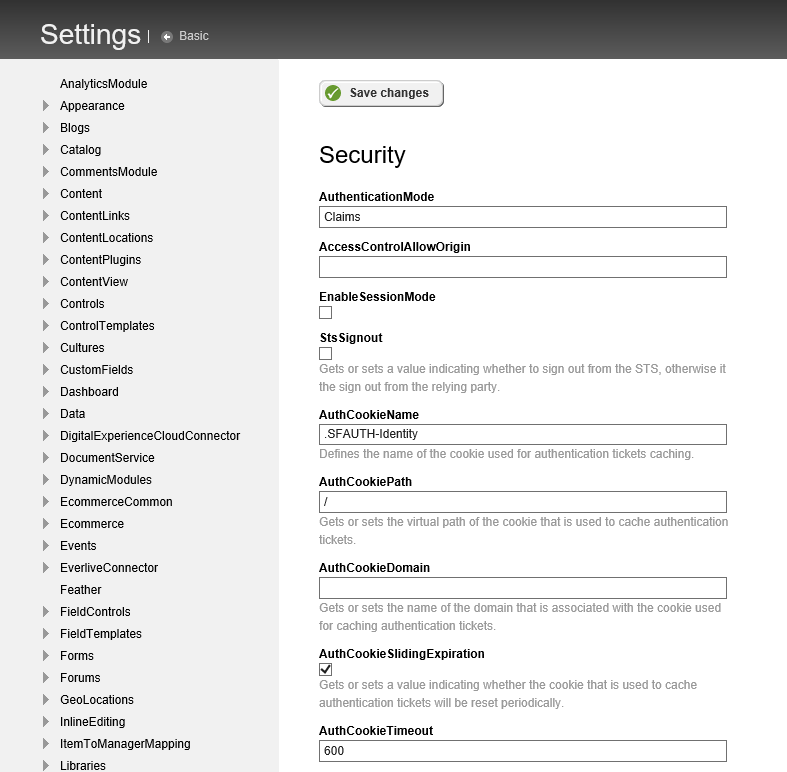 Settings | Basic
AnalyticsModule
Appearance
Blogs
Catalog
CommentsModule
Content
ContentLinks
ContentLocations
ContentPlugins
ContentView
Controls
ControlTemplates
Cultures
CustomFields
Dashboard
Data
DigitalExperienceCloudConnector
DocumentService
DynamicModules
EcommerceCommon
Ecommerce
Events
EverliveConnector
Feather
FieldControls
FieldTemplates
Forms
Forums
GeoLocations
InlineEditing
ItemToManagerMapping
Libraries
Save changes
Security
AuthenticationMode
Claims
AccessControlAllowOrigin
EnableSessionMode
StsSignout
Gets or sets a value indicating whether to sign out from the STS, otherwise it
the sign out from the relying party.
AuthCookieName
.SFAUTH-Identity
Defines the name of the cookie used for authentication tickets caching.
AuthCookiePath
/
Gets or sets the virtual path of the cookie that is used to cache authentication
tickets.
AuthCookieDomain
Gets or sets the name of the domain that is associated with the cookie used
for caching authentication tickets.
AuthCookieSlidingExpiration
Gets or sets a value indicating whether the cookie that is used to cache
authentication tickets will be reset periodically.
AuthCookieTimeout
600